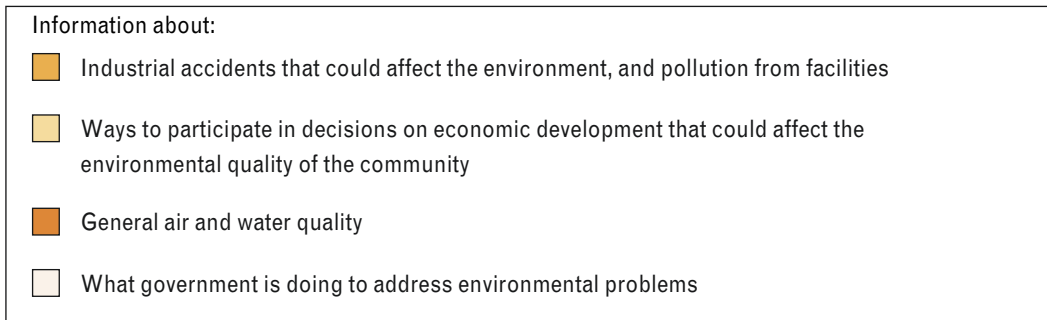 Information about:
Industrial accidents that could affect the environment, and pollution from facilities
Ways to participate in decisions on economic development that could affect the
environmental quality of the community
General air and water quality
What government is doing to address environmental problems